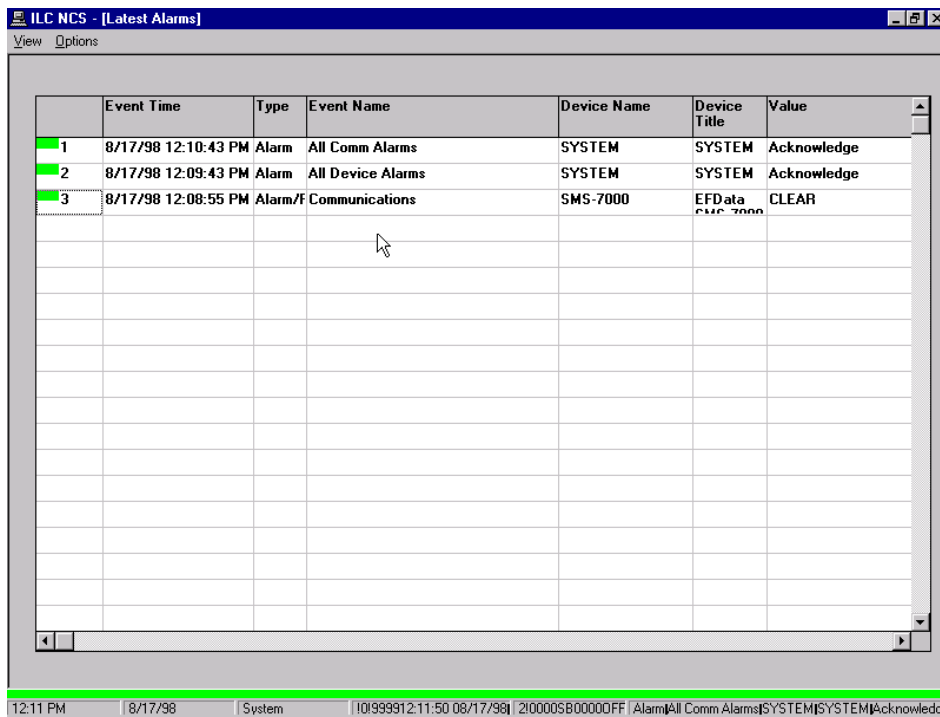 ILC NCS - [Latest Alarms]
View Options
Event Time Type Event Name Device Name Device Title Value
1 8/17/98 12:10:43 PM Alarm All Comm Alarms SYSTEM SYSTEM Acknowledge
2 8/17/98 12:09:43 PM Alarm All Device Alarms SYSTEM SYSTEM Acknowledge
3 8/17/98 12:08:55 PM Alarm/F Communications SMS-7000 EFData CLEAR
SMS-7000
12:11 PM 8/17/98 System !0!999912:11:50 08/17/98| 2!0000SB0000OFF Alarm|All Comm Alarms|SYSTEM|SYSTEM|Acknowledg